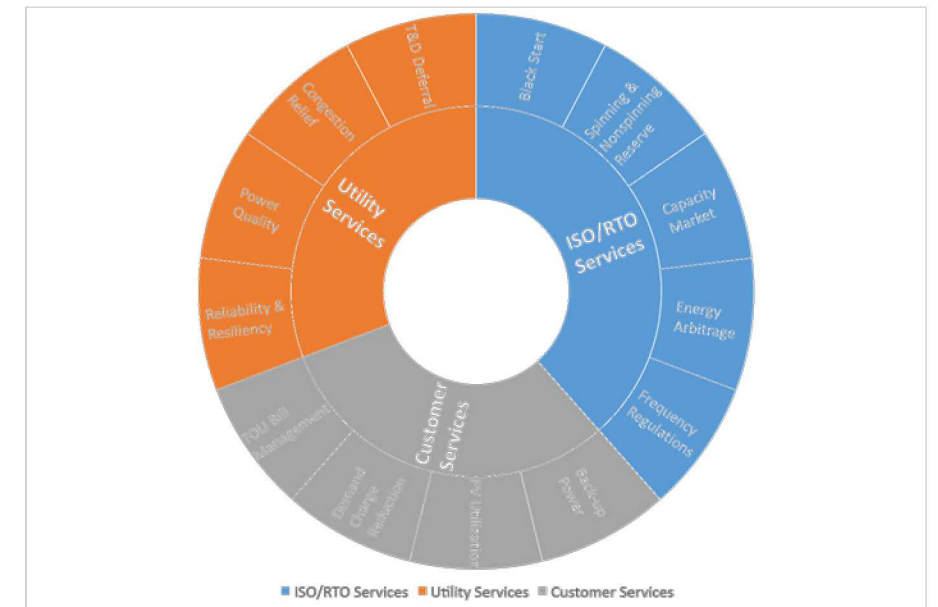 T&D Deferral
Black Start
Congestion
Relief
Spinning &
Nonspinning
Reserve
Utility
Services
ISO/RTO
Services
Power
Quality
Capacity
Market
Reliability &
Resiliency
Energy
Arbitrage
Customer
Services
Frequency
Regulations
TOU Bill
Management
Demand
Charge
Reduction
PV Utilization
Back-up
Power
ISO/RTO Services
Utility Services
Customer Services